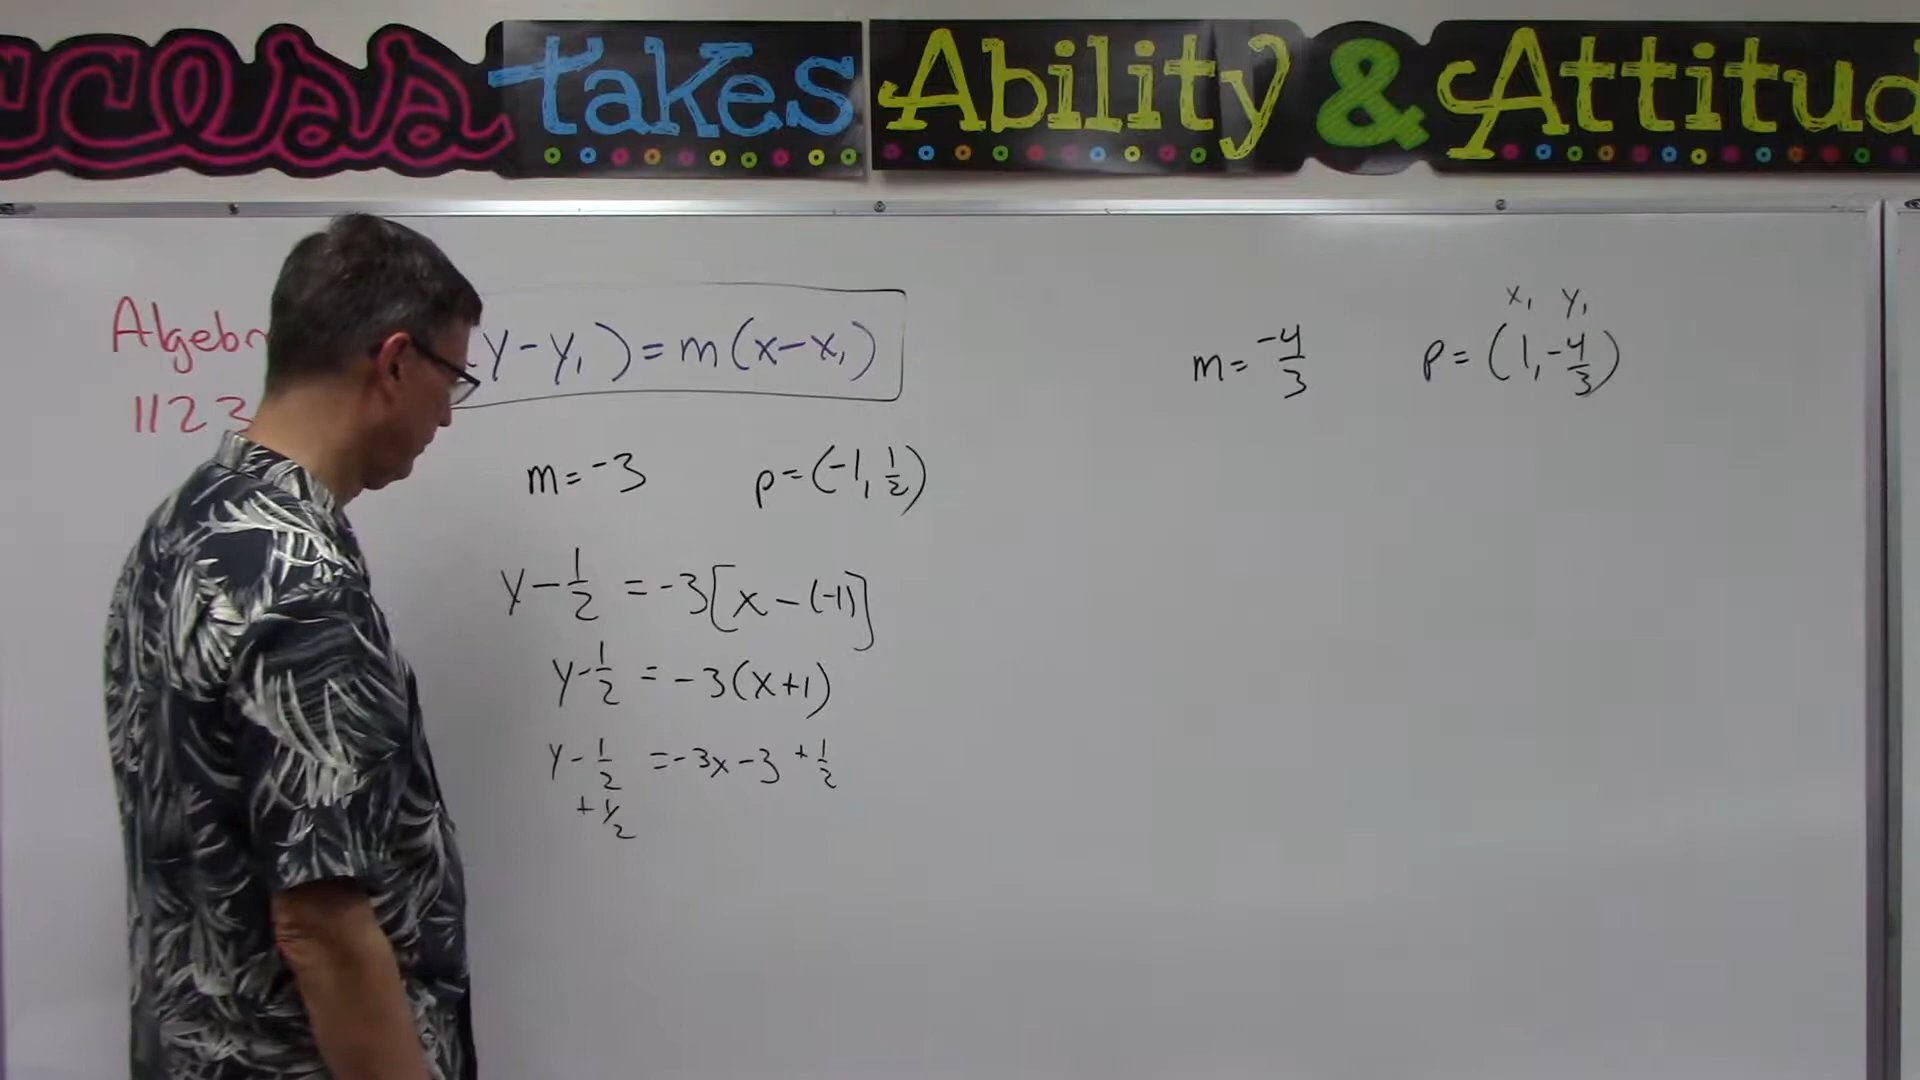 ccess takes Ability & Attitud
Algebr
1123
y-y₁)=m(x-x₁)
m=-3 p=(-1, 1/2)
y-1/2 =-3[x-(-1)]
y-1/2 = -3(x+1)
y-1/2 =-3x-3 +1/2
+1/2
x₁ y₁
m=-4/3 p=(1,-4/3)